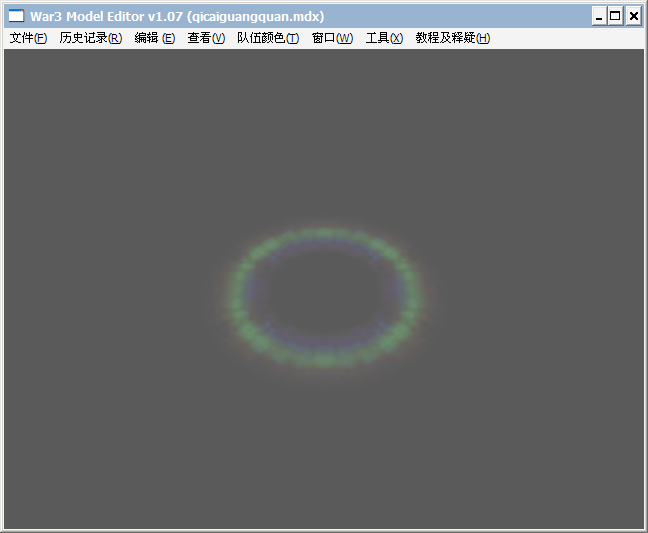 War3 Model Editor v1.07 (qicaiguangquan.mdx)
文件(F) 历史记录(R) 编辑 (E) 查看(V) 队伍颜色(T) 窗口(W) 工具(X) 教程及释疑(H)